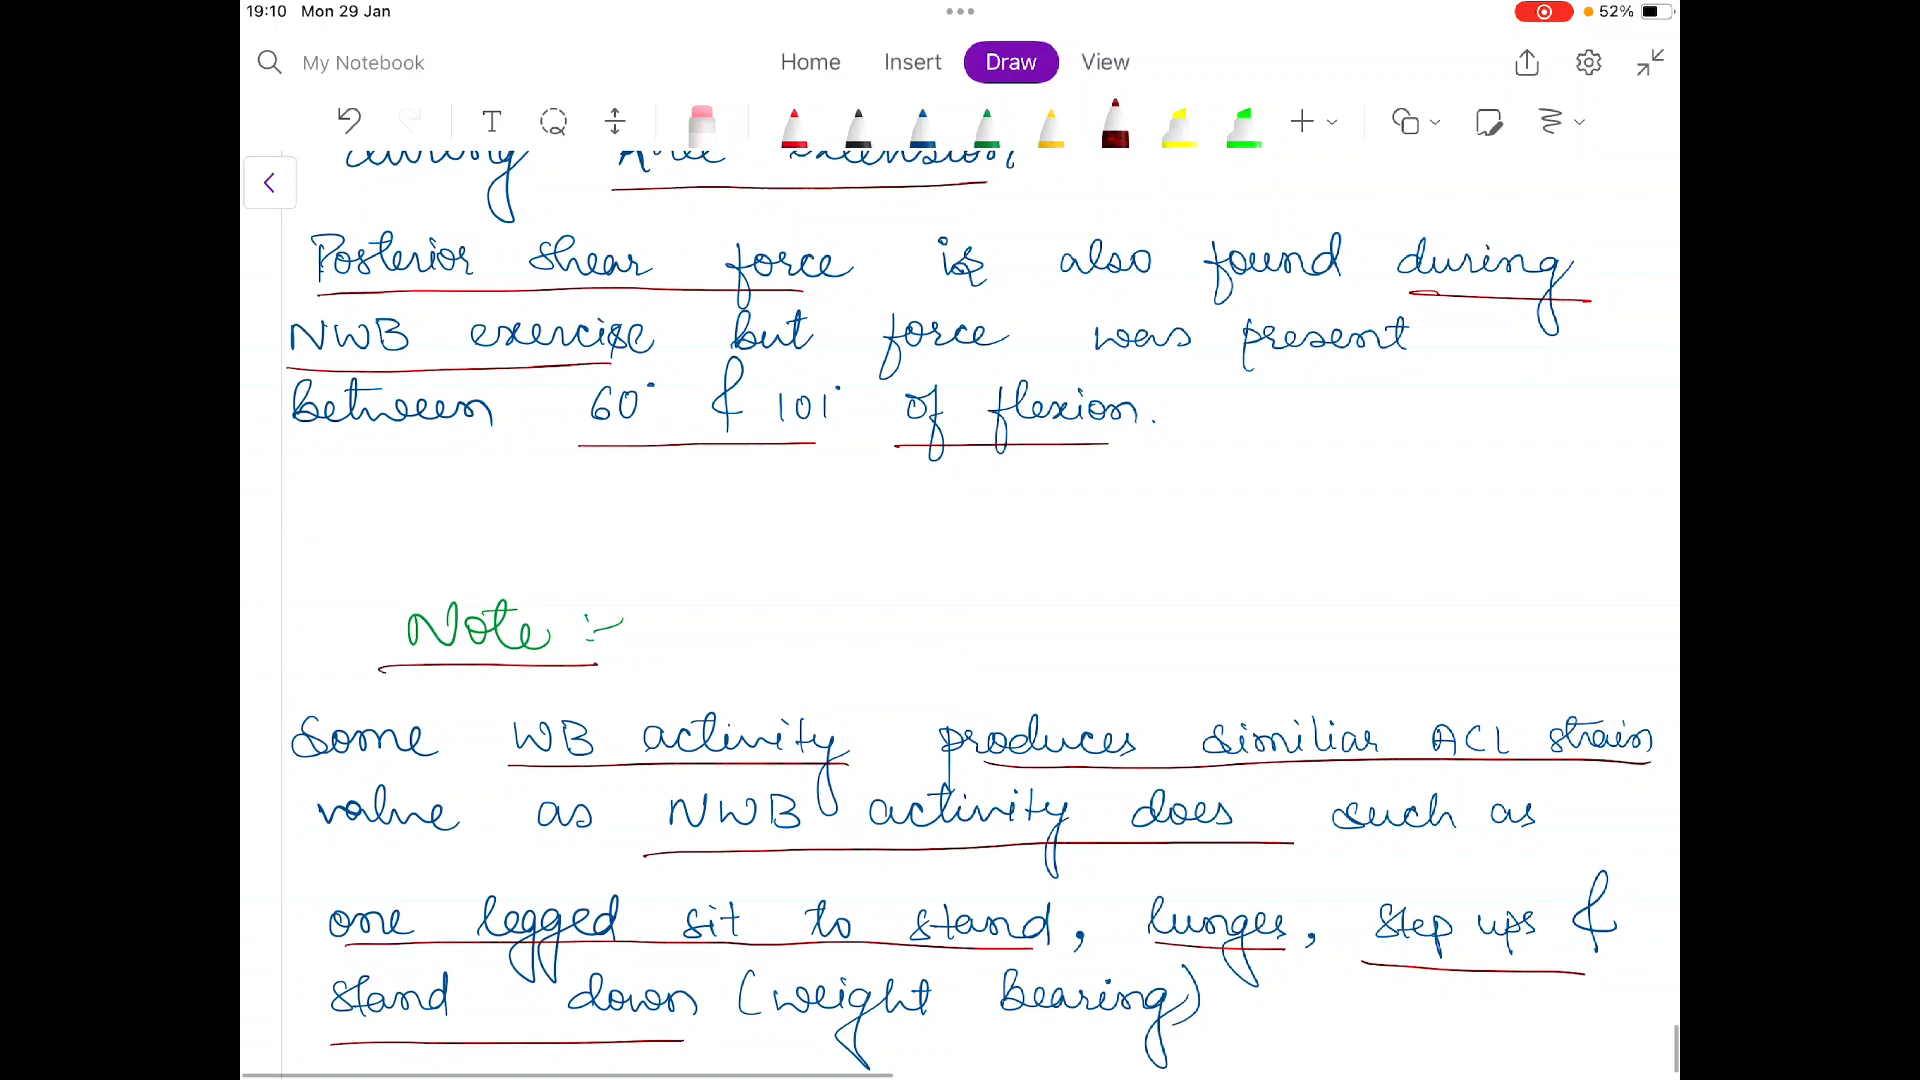 19:10 Mon 29 Jan
52%
My Notebook
Home Insert Draw View
during knee extension.
Posterior shear force is also found during
NWB exercise but force was present
between 60° & 101° of flexion.
Note :-
Some WB activity produces similiar ACL strain
value as NWB activity does such as
one legged sit to stand, lunges, step ups &
stand down (weight bearing)